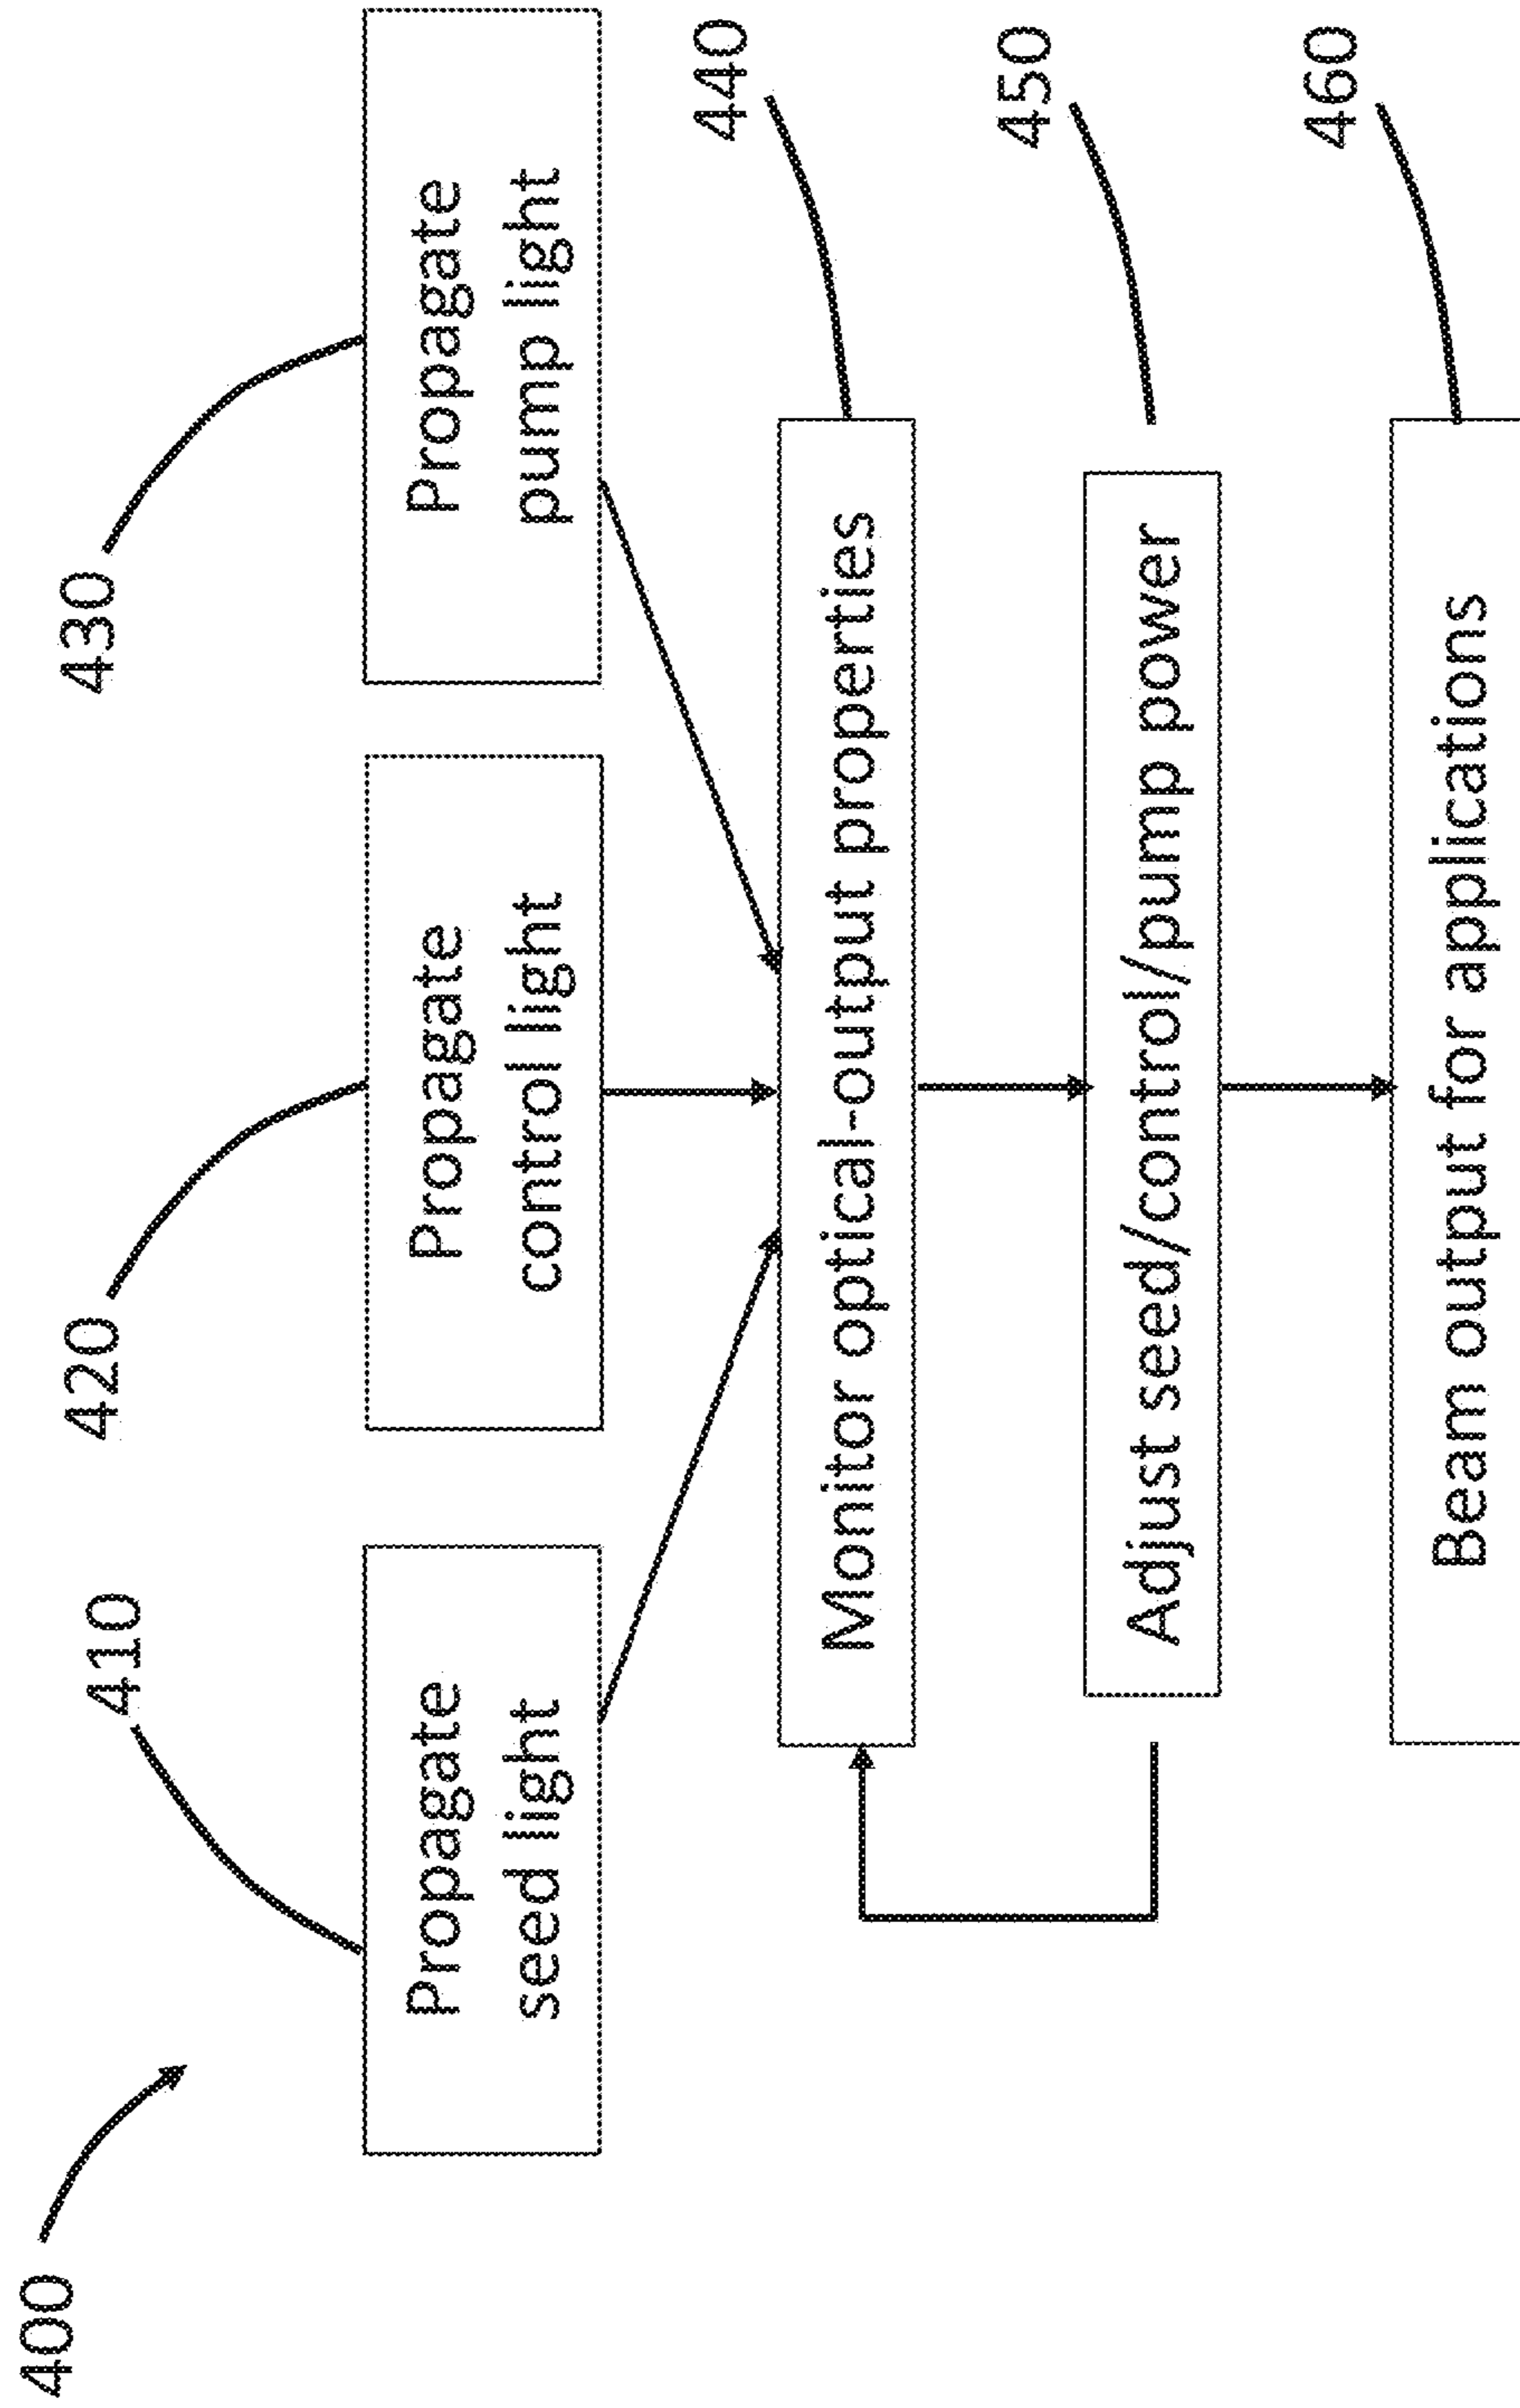 400
410
420
430
Propagate
seed light
Propagate
control light
Propagate
pump light
440
Monitor optical-output properties
450
Adjust seed/control/pump power
460
Beam output for applications